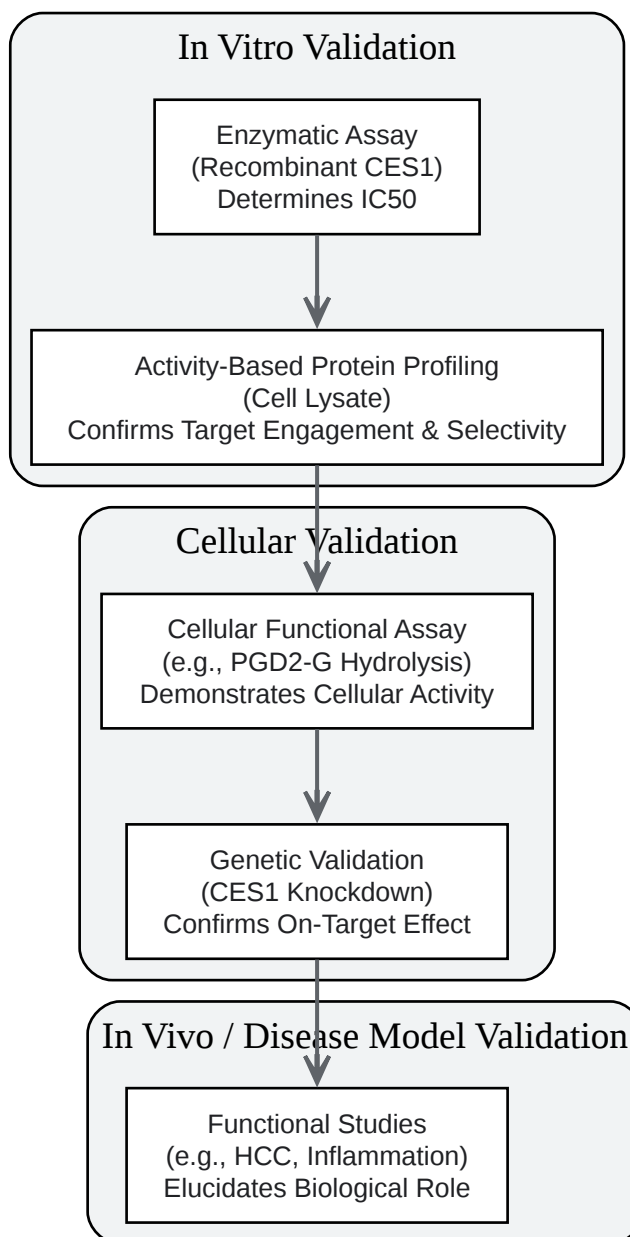 In Vitro Validation
Enzymatic Assay
(Recombinant CES1)
Determines IC50
Activity-Based Protein Profiling
(Cell Lysate)
Confirms Target Engagement & Selectivity
Cellular Validation
Cellular Functional Assay
(e.g., PGD2-G Hydrolysis)
Demonstrates Cellular Activity
Genetic Validation
(CES1 Knockdown)
Confirms On-Target Effect
In Vivo / Disease Model Validation
Functional Studies
(e.g., HCC, Inflammation)
Elucidates Biological Role